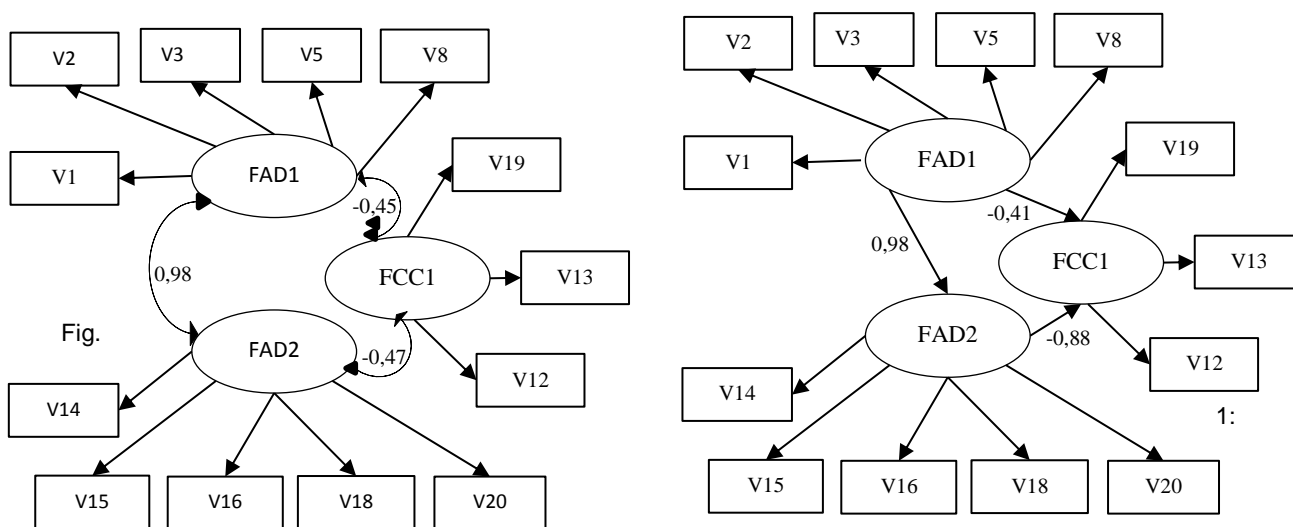 V2
V3
V5
V8
V1
FAD1
V19
-0,45
FCC1
V13
0,98
Fig.
FAD2
-0,47
V12
V14
V15
V16
V18
V20
V2
V3
V5
V8
V1
FAD1
V19
-0,41
0,98
FCC1
V13
FAD2
-0,88
V12
V14
1:
V15
V16
V18
V20